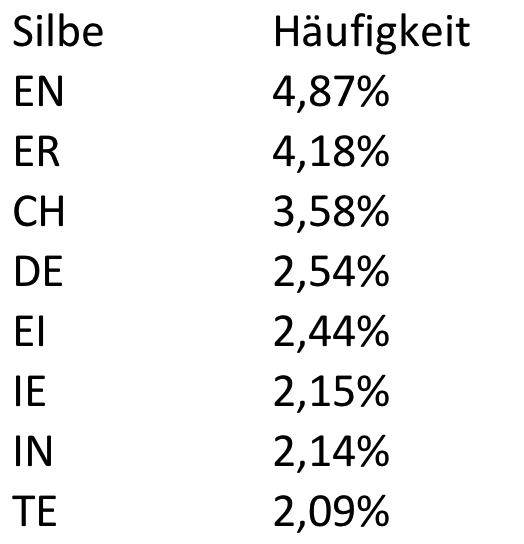 Silbe Häufigkeit
EN 4,87%
ER 4,18%
CH 3,58%
DE 2,54%
EI 2,44%
IE 2,15%
IN 2,14%
TE 2,09%